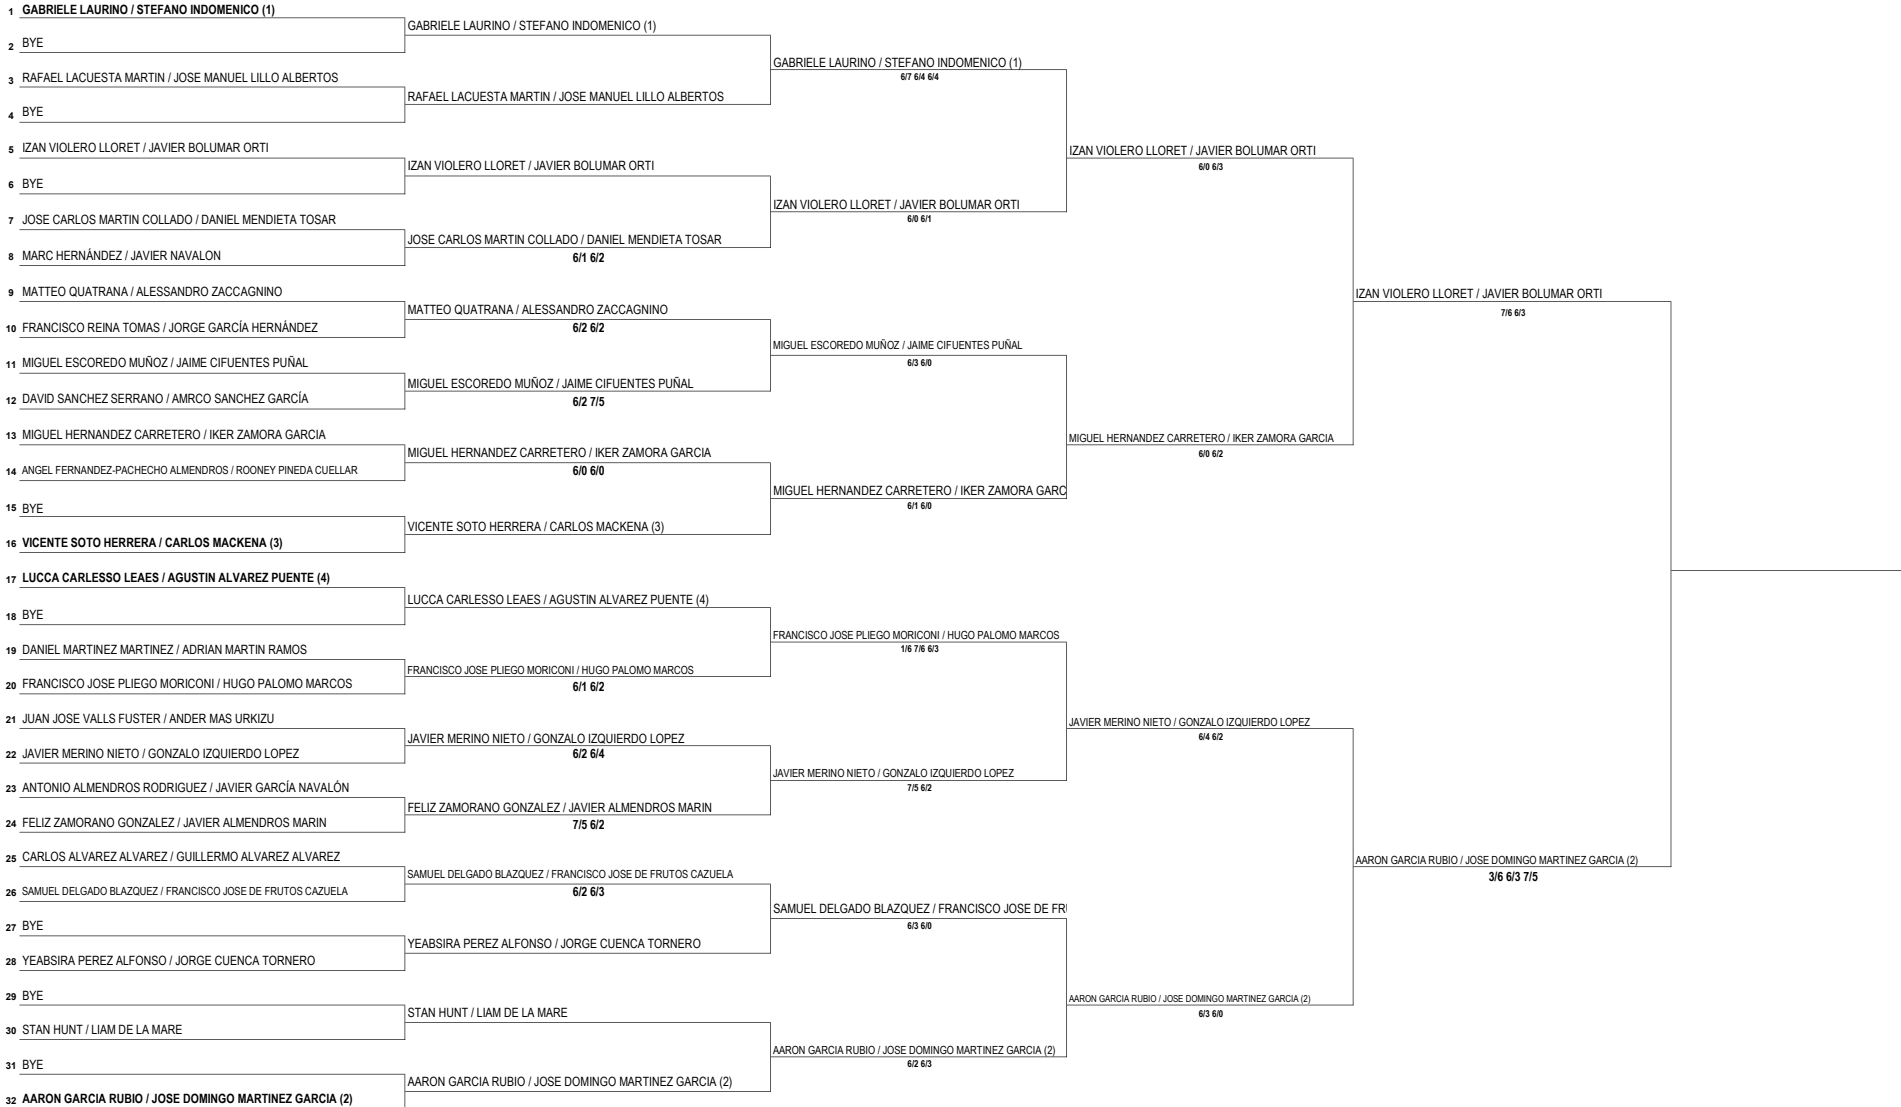 1 GABRIELE LAURINO / STEFANO INDOMENICO (1)
2 BYE
3 RAFAEL LACUESTA MARTIN / JOSE MANUEL LILLO ALBERTOS
4 BYE
5 IZAN VIOLERO LLORET / JAVIER BOLUMAR ORTI
6 BYE
7 JOSE CARLOS MARTIN COLLADO / DANIEL MENDIETA TOSAR
8 MARC HERNÁNDEZ / JAVIER NAVALON
9 MATTEO QUATRANA / ALESSANDRO ZACCAGNINO
10 FRANCISCO REINA TOMAS / JORGE GARCÍA HERNÁNDEZ
11 MIGUEL ESCOREDO MUÑOZ / JAIME CIFUENTES PUÑAL
12 DAVID SANCHEZ SERRANO / AMRCO SANCHEZ GARCÍA
13 MIGUEL HERNANDEZ CARRETERO / IKER ZAMORA GARCIA
14 ANGEL FERNANDEZ-PACHECHO ALMENDROS / ROONEY PINEDA CUELLAR
15 BYE
16 VICENTE SOTO HERRERA / CARLOS MACKENA (3)
17 LUCCA CARLESSO LEAES / AGUSTIN ALVAREZ PUENTE (4)
18 BYE
19 DANIEL MARTINEZ MARTINEZ / ADRIAN MARTIN RAMOS
20 FRANCISCO JOSE PLIEGO MORICONI / HUGO PALOMO MARCOS
21 JUAN JOSE VALLS FUSTER / ANDER MAS URKIZU
22 JAVIER MERINO NIETO / GONZALO IZQUIERDO LOPEZ
23 ANTONIO ALMENDROS RODRIGUEZ / JAVIER GARCÍA NAVALÓN
24 FELIZ ZAMORANO GONZALEZ / JAVIER ALMENDROS MARIN
25 CARLOS ALVAREZ ALVAREZ / GUILLERMO ALVAREZ ALVAREZ
26 SAMUEL DELGADO BLAZQUEZ / FRANCISCO JOSE DE FRUTOS CAZUELA
27 BYE
28 YEABSIRA PEREZ ALFONSO / JORGE CUENCA TORNERO
29 BYE
30 STAN HUNT / LIAM DE LA MARE
31 BYE
32 AARON GARCIA RUBIO / JOSE DOMINGO MARTINEZ GARCIA (2)
GABRIELE LAURINO / STEFANO INDOMENICO (1)
RAFAEL LACUESTA MARTIN / JOSE MANUEL LILLO ALBERTOS
IZAN VIOLERO LLORET / JAVIER BOLUMAR ORTI
JOSE CARLOS MARTIN COLLADO / DANIEL MENDIETA TOSAR
6/1 6/2
MATTEO QUATRANA / ALESSANDRO ZACCAGNINO
6/2 6/2
MIGUEL ESCOREDO MUÑOZ / JAIME CIFUENTES PUÑAL
6/2 7/5
MIGUEL HERNANDEZ CARRETERO / IKER ZAMORA GARCIA
6/0 6/0
VICENTE SOTO HERRERA / CARLOS MACKENA (3)
LUCCA CARLESSO LEAES / AGUSTIN ALVAREZ PUENTE (4)
FRANCISCO JOSE PLIEGO MORICONI / HUGO PALOMO MARCOS
6/1 6/2
JAVIER MERINO NIETO / GONZALO IZQUIERDO LOPEZ
6/2 6/4
FELIZ ZAMORANO GONZALEZ / JAVIER ALMENDROS MARIN
7/5 6/2
SAMUEL DELGADO BLAZQUEZ / FRANCISCO JOSE DE FRUTOS CAZUELA
6/2 6/3
YEABSIRA PEREZ ALFONSO / JORGE CUENCA TORNERO
STAN HUNT / LIAM DE LA MARE
AARON GARCIA RUBIO / JOSE DOMINGO MARTINEZ GARCIA (2)
GABRIELE LAURINO / STEFANO INDOMENICO (1)
6/7 6/4 6/4
IZAN VIOLERO LLORET / JAVIER BOLUMAR ORTI
6/0 6/1
MIGUEL ESCOREDO MUÑOZ / JAIME CIFUENTES PUÑAL
6/3 6/0
MIGUEL HERNANDEZ CARRETERO / IKER ZAMORA GARC
6/1 6/0
FRANCISCO JOSE PLIEGO MORICONI / HUGO PALOMO MARCOS
1/6 7/6 6/3
JAVIER MERINO NIETO / GONZALO IZQUIERDO LOPEZ
7/5 6/2
SAMUEL DELGADO BLAZQUEZ / FRANCISCO JOSE DE FRU
6/3 6/0
AARON GARCIA RUBIO / JOSE DOMINGO MARTINEZ GARCIA (2)
6/2 6/3
IZAN VIOLERO LLORET / JAVIER BOLUMAR ORTI
6/0 6/3
MIGUEL HERNANDEZ CARRETERO / IKER ZAMORA GARCIA
6/0 6/2
JAVIER MERINO NIETO / GONZALO IZQUIERDO LOPEZ
6/4 6/2
AARON GARCIA RUBIO / JOSE DOMINGO MARTINEZ GARCIA (2)
6/3 6/0
IZAN VIOLERO LLORET / JAVIER BOLUMAR ORTI
7/6 6/3
AARON GARCIA RUBIO / JOSE DOMINGO MARTINEZ GARCIA (2)
3/6 6/3 7/5